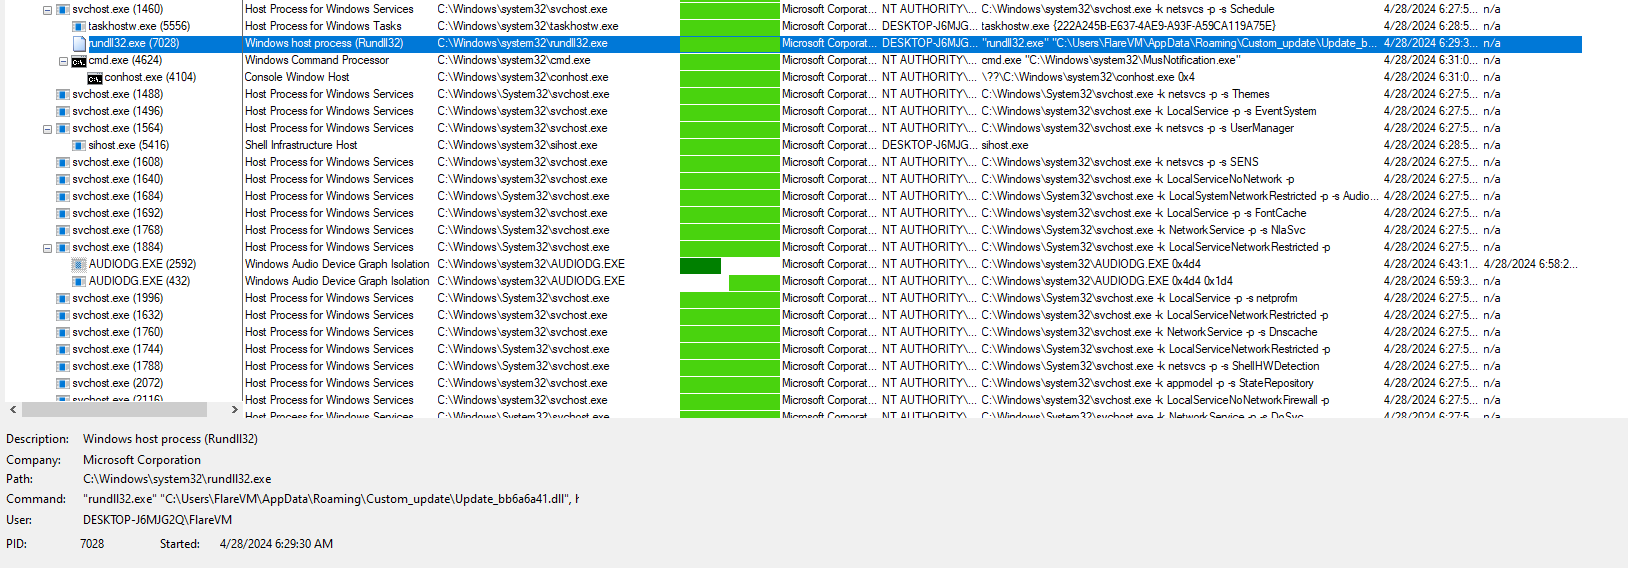 svchost.exe (1460) Host Process for Windows Services C:\Windows\system32\svchost.exe Microsoft Corporat... NT AUTHORITY\... C:\Windows\system32\svchost.exe -k netsvcs -p -s Schedule 4/28/2024 6:27:5... n/a
taskhostw.exe (5556) Host Process for Windows Tasks C:\Windows\system32\taskhostw.exe Microsoft Corporat... DESKTOP-J6MJG... taskhostw.exe {222A245B-E637-4AE9-A93F-A59CA119A75E} 4/28/2024 6:28:5... n/a
rundll32.exe (7028) Windows host process (Rundll32) C:\Windows\system32\rundll32.exe Microsoft Corporat... DESKTOP-J6MJG... "rundll32.exe" "C:\Users\FlareVM\AppData\Roaming\Custom_update\Update_b... 4/28/2024 6:29:3... n/a
cmd.exe (4624) Windows Command Processor C:\Windows\system32\cmd.exe Microsoft Corporat... NT AUTHORITY\... cmd.exe "C:\Windows\system32\MusNotification.exe" 4/28/2024 6:31:0... n/a
conhost.exe (4104) Console Window Host C:\Windows\system32\conhost.exe Microsoft Corporat... NT AUTHORITY\... \??\C:\Windows\system32\conhost.exe 0x4 4/28/2024 6:31:0... n/a
svchost.exe (1488) Host Process for Windows Services C:\Windows\System32\svchost.exe Microsoft Corporat... NT AUTHORITY\... C:\Windows\System32\svchost.exe -k netsvcs -p -s Themes 4/28/2024 6:27:5... n/a
svchost.exe (1496) Host Process for Windows Services C:\Windows\system32\svchost.exe Microsoft Corporat... NT AUTHORITY\... C:\Windows\system32\svchost.exe -k LocalService -p -s EventSystem 4/28/2024 6:27:5... n/a
svchost.exe (1564) Host Process for Windows Services C:\Windows\system32\svchost.exe Microsoft Corporat... NT AUTHORITY\... C:\Windows\system32\svchost.exe -k netsvcs -p -s UserManager 4/28/2024 6:27:5... n/a
sihost.exe (5416) Shell Infrastructure Host C:\Windows\system32\sihost.exe Microsoft Corporat... DESKTOP-J6MJG... sihost.exe 4/28/2024 6:28:5... n/a
svchost.exe (1608) Host Process for Windows Services C:\Windows\system32\svchost.exe Microsoft Corporat... NT AUTHORITY\... C:\Windows\system32\svchost.exe -k netsvcs -p -s SENS 4/28/2024 6:27:5... n/a
svchost.exe (1640) Host Process for Windows Services C:\Windows\system32\svchost.exe Microsoft Corporat... NT AUTHORITY\... C:\Windows\system32\svchost.exe -k LocalServiceNoNetwork -p 4/28/2024 6:27:5... n/a
svchost.exe (1684) Host Process for Windows Services C:\Windows\System32\svchost.exe Microsoft Corporat... NT AUTHORITY\... C:\Windows\System32\svchost.exe -k LocalSystemNetworkRestricted -p -s Audio... 4/28/2024 6:27:5... n/a
svchost.exe (1692) Host Process for Windows Services C:\Windows\system32\svchost.exe Microsoft Corporat... NT AUTHORITY\... C:\Windows\system32\svchost.exe -k LocalService -p -s FontCache 4/28/2024 6:27:5... n/a
svchost.exe (1768) Host Process for Windows Services C:\Windows\System32\svchost.exe Microsoft Corporat... NT AUTHORITY\... C:\Windows\System32\svchost.exe -k NetworkService -p -s NlaSvc 4/28/2024 6:27:5... n/a
svchost.exe (1884) Host Process for Windows Services C:\Windows\System32\svchost.exe Microsoft Corporat... NT AUTHORITY\... C:\Windows\System32\svchost.exe -k LocalServiceNetworkRestricted -p 4/28/2024 6:27:5... n/a
AUDIODG.EXE (2592) Windows Audio Device Graph Isolation C:\Windows\system32\AUDIODG.EXE Microsoft Corporat... NT AUTHORITY\... C:\Windows\system32\AUDIODG.EXE 0x4d4 4/28/2024 6:43:1... 4/28/2024 6:58:2...
AUDIODG.EXE (432) Windows Audio Device Graph Isolation C:\Windows\system32\AUDIODG.EXE Microsoft Corporat... NT AUTHORITY\... C:\Windows\system32\AUDIODG.EXE 0x4d4 0x1d4 4/28/2024 6:59:3... n/a
svchost.exe (1996) Host Process for Windows Services C:\Windows\System32\svchost.exe Microsoft Corporat... NT AUTHORITY\... C:\Windows\System32\svchost.exe -k LocalService -p -s netprofm 4/28/2024 6:27:5... n/a
svchost.exe (1632) Host Process for Windows Services C:\Windows\system32\svchost.exe Microsoft Corporat... NT AUTHORITY\... C:\Windows\system32\svchost.exe -k LocalServiceNetworkRestricted -p 4/28/2024 6:27:5... n/a
svchost.exe (1760) Host Process for Windows Services C:\Windows\system32\svchost.exe Microsoft Corporat... NT AUTHORITY\... C:\Windows\system32\svchost.exe -k NetworkService -p -s Dnscache 4/28/2024 6:27:5... n/a
svchost.exe (1744) Host Process for Windows Services C:\Windows\System32\svchost.exe Microsoft Corporat... NT AUTHORITY\... C:\Windows\System32\svchost.exe -k LocalServiceNetworkRestricted -p 4/28/2024 6:27:5... n/a
svchost.exe (1788) Host Process for Windows Services C:\Windows\System32\svchost.exe Microsoft Corporat... NT AUTHORITY\... C:\Windows\System32\svchost.exe -k netsvcs -p -s ShellHWDetection 4/28/2024 6:27:5... n/a
svchost.exe (2072) Host Process for Windows Services C:\Windows\system32\svchost.exe Microsoft Corporat... NT AUTHORITY\... C:\Windows\system32\svchost.exe -k appmodel -p -s StateRepository 4/28/2024 6:27:5... n/a
svchost.exe (2116) Host Process for Windows Services C:\Windows\system32\svchost.exe Microsoft Corporat... NT AUTHORITY\... C:\Windows\system32\svchost.exe -k LocalServiceNoNetworkFirewall -p 4/28/2024 6:27:5... n/a
Host Process for Windows Services C:\Windows\System32\svchost.exe Microsoft Corporat... NT AUTHORITY\... C:\Windows\System32\svchost.exe -k NetworkService -p -s DoSvc 4/28/2024 6:27:5... n/a
Description: Windows host process (Rundll32)
Company: Microsoft Corporation
Path: C:\Windows\system32\rundll32.exe
Command: "rundll32.exe" "C:\Users\FlareVM\AppData\Roaming\Custom_update\Update_bb6a6a41.dll",
User: DESKTOP-J6MJG2Q\FlareVM
PID: 7028 Started: 4/28/2024 6:29:30 AM